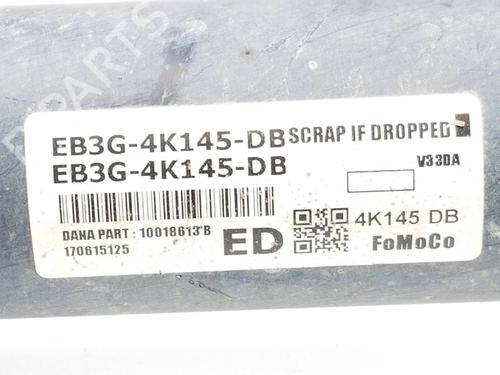 EB3G-4K145-DB SCRAP IF DROPPED
EB3G-4K145-DB
V33DA
DANA PART : 10018613 B
170615125
ED
4K145 DB
FoMoCo